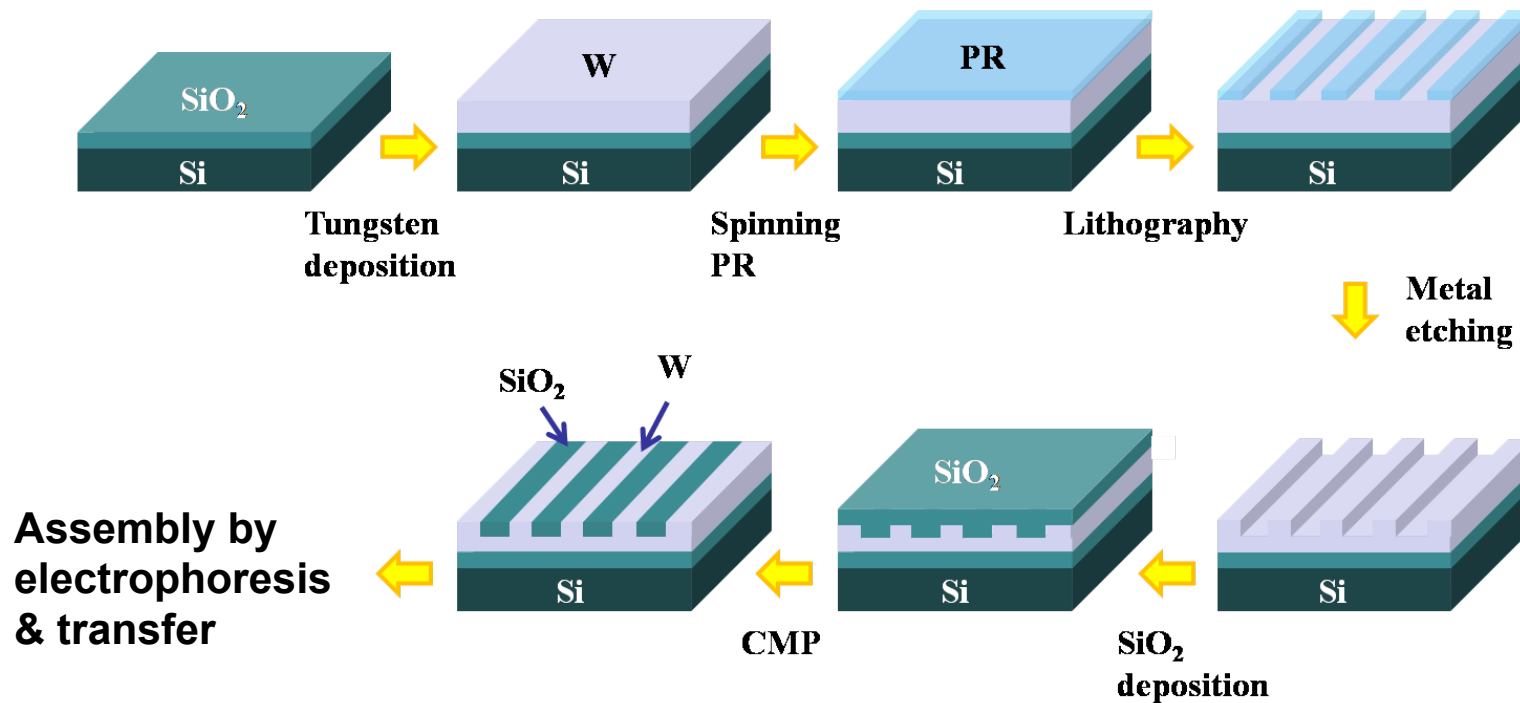 SiO₂
Si
Tungsten
deposition
W
Si
Spinning
PR
PR
Si
Lithography
Si
Metal
etching
Si
SiO₂
deposition
SiO₂
Si
CMP
SiO₂
W
Si
Assembly by
electrophoresis
& transfer